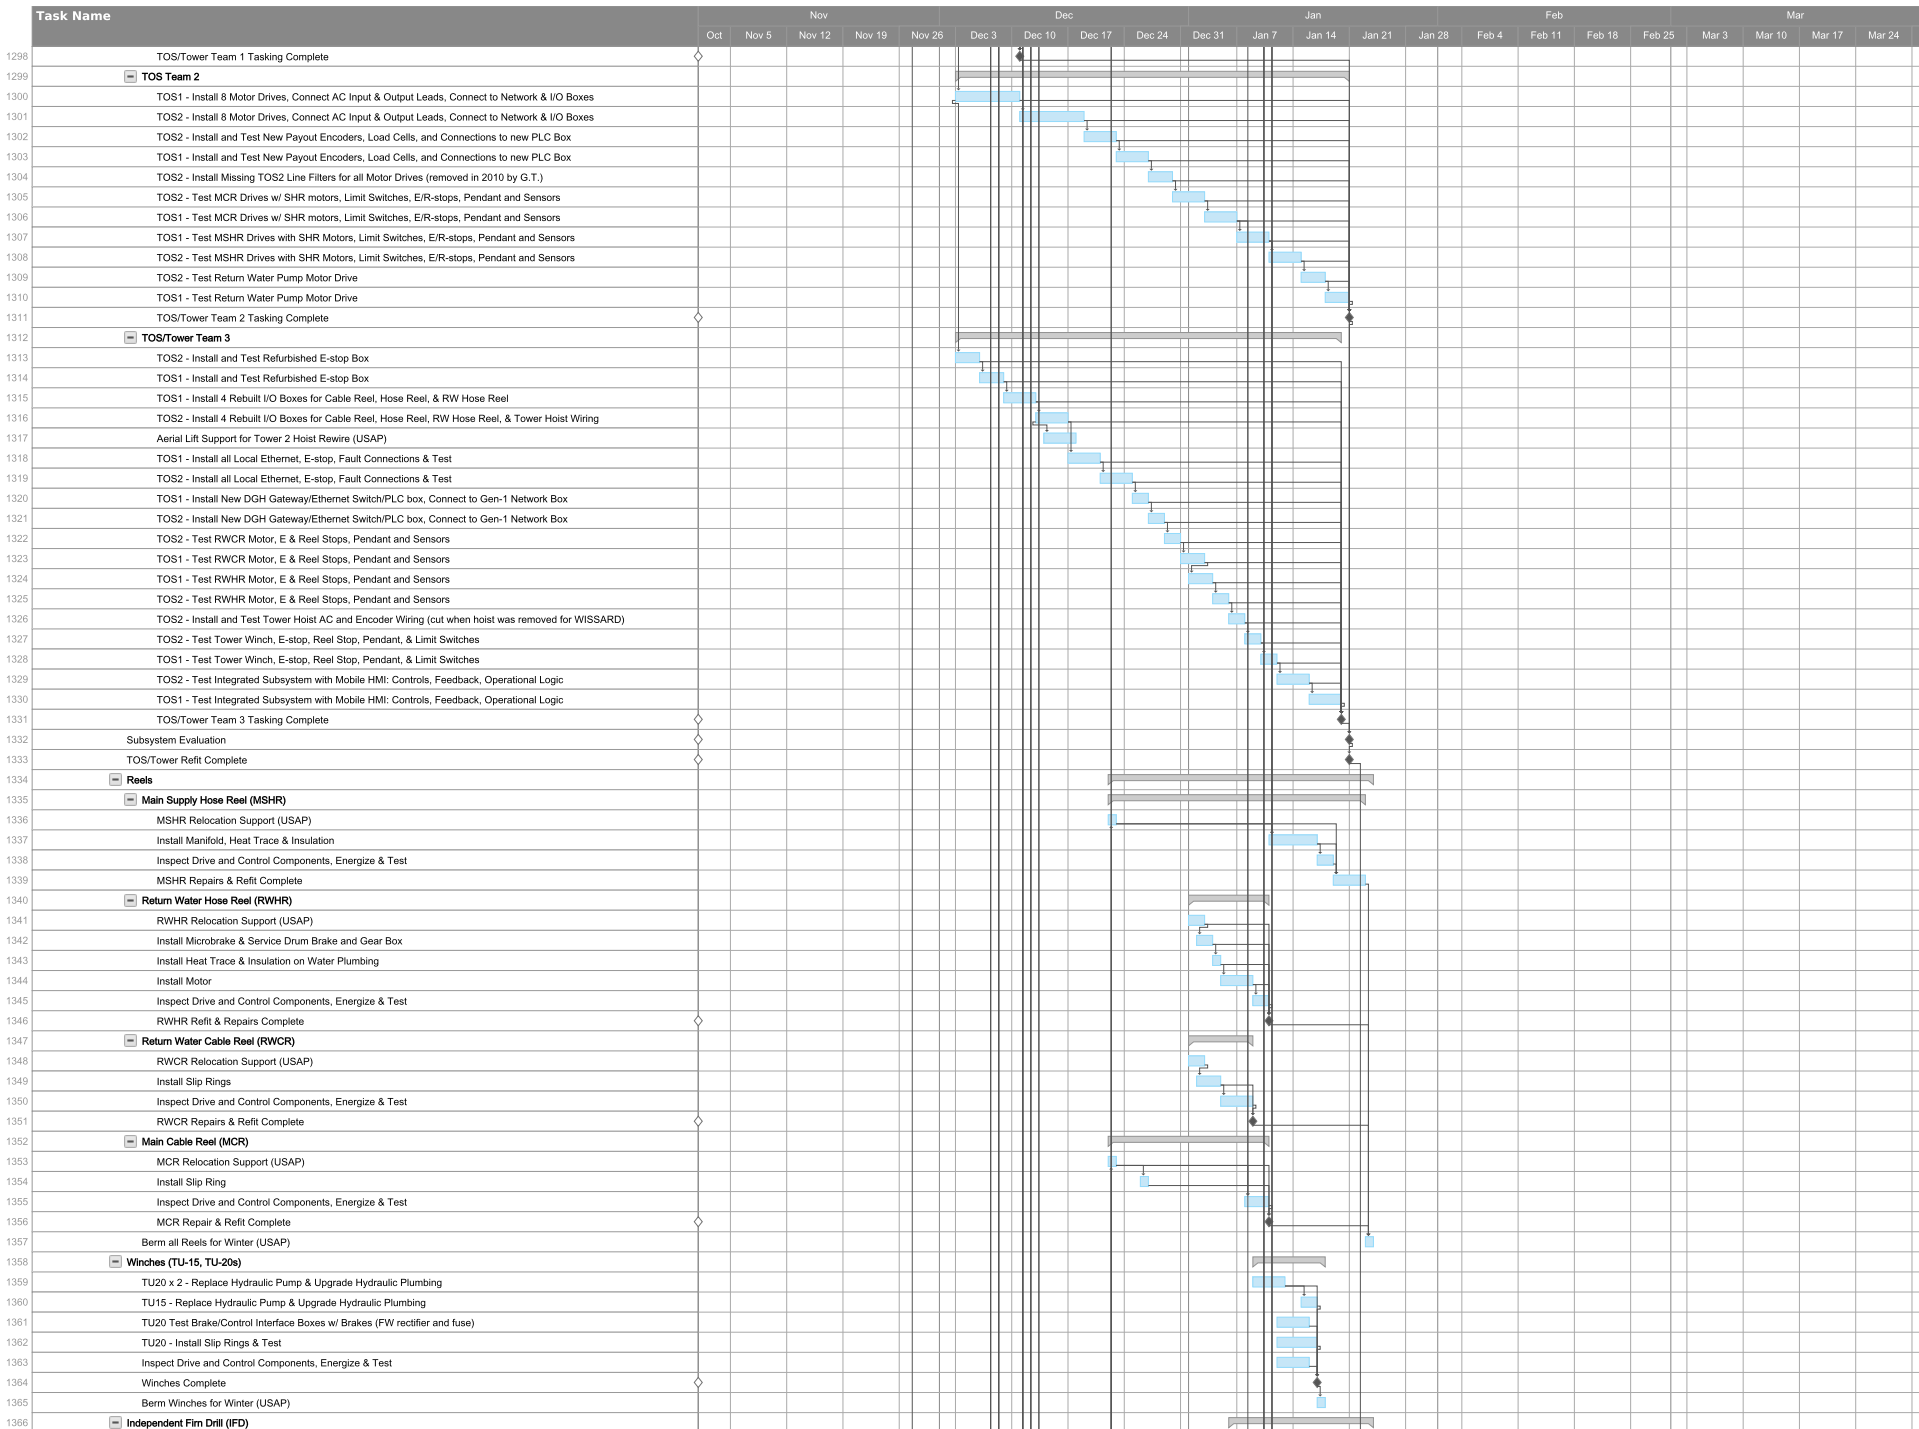 Task Name
Nov Dec Jan Feb Mar
Oct Nov 5 Nov 12 Nov 19 Nov 26 Dec 3 Dec 10 Dec 17 Dec 24 Dec 31 Jan 7 Jan 14 Jan 21 Jan 28 Feb 4 Feb 11 Feb 18 Feb 25 Mar 3 Mar 10 Mar 17 Mar 24
1298 TOS/Tower Team 1 Tasking Complete
1299 TOS Team 2
1300 TOS1 - Install 8 Motor Drives, Connect AC Input & Output Leads, Connect to Network & I/O Boxes
1301 TOS2 - Install 8 Motor Drives, Connect AC Input & Output Leads, Connect to Network & I/O Boxes
1302 TOS2 - Install and Test New Payout Encoders, Load Cells, and Connections to new PLC Box
1303 TOS1 - Install and Test New Payout Encoders, Load Cells, and Connections to new PLC Box
1304 TOS2 - Install Missing TOS2 Line Filters for all Motor Drives (removed in 2010 by G.T.)
1305 TOS2 - Test MCR Drives w/ SHR motors, Limit Switches, E/R-stops, Pendant and Sensors
1306 TOS1 - Test MCR Drives w/ SHR motors, Limit Switches, E/R-stops, Pendant and Sensors
1307 TOS1 - Test MSHR Drives with SHR Motors, Limit Switches, E/R-stops, Pendant and Sensors
1308 TOS2 - Test MSHR Drives with SHR Motors, Limit Switches, E/R-stops, Pendant and Sensors
1309 TOS2 - Test Return Water Pump Motor Drive
1310 TOS1 - Test Return Water Pump Motor Drive
1311 TOS/Tower Team 2 Tasking Complete
1312 TOS/Tower Team 3
1313 TOS2 - Install and Test Refurbished E-stop Box
1314 TOS1 - Install and Test Refurbished E-stop Box
1315 TOS1 - Install 4 Rebuilt I/O Boxes for Cable Reel, Hose Reel, & RW Hose Reel
1316 TOS2 - Install 4 Rebuilt I/O Boxes for Cable Reel, Hose Reel, RW Hose Reel, & Tower Hoist Wiring
1317 Aerial Lift Support for Tower 2 Hoist Rewire (USAP)
1318 TOS1 - Install all Local Ethernet, E-stop, Fault Connections & Test
1319 TOS2 - Install all Local Ethernet, E-stop, Fault Connections & Test
1320 TOS1 - Install New DGH Gateway/Ethernet Switch/PLC box, Connect to Gen-1 Network Box
1321 TOS2 - Install New DGH Gateway/Ethernet Switch/PLC box, Connect to Gen-1 Network Box
1322 TOS2 - Test RWCR Motor, E & Reel Stops, Pendant and Sensors
1323 TOS1 - Test RWCR Motor, E & Reel Stops, Pendant and Sensors
1324 TOS1 - Test RWHR Motor, E & Reel Stops, Pendant and Sensors
1325 TOS2 - Test RWHR Motor, E & Reel Stops, Pendant and Sensors
1326 TOS2 - Install and Test Tower Hoist AC and Encoder Wiring (cut when hoist was removed for WISSARD)
1327 TOS2 - Test Tower Winch, E-stop, Reel Stop, Pendant, & Limit Switches
1328 TOS1 - Test Tower Winch, E-stop, Reel Stop, Pendant, & Limit Switches
1329 TOS2 - Test Integrated Subsystem with Mobile HMI: Controls, Feedback, Operational Logic
1330 TOS1 - Test Integrated Subsystem with Mobile HMI: Controls, Feedback, Operational Logic
1331 TOS/Tower Team 3 Tasking Complete
1332 Subsystem Evaluation
1333 TOS/Tower Refit Complete
1334 Reels
1335 Main Supply Hose Reel (MSHR)
1336 MSHR Relocation Support (USAP)
1337 Install Manifold, Heat Trace & Insulation
1338 Inspect Drive and Control Components, Energize & Test
1339 MSHR Repairs & Refit Complete
1340 Return Water Hose Reel (RWHR)
1341 RWHR Relocation Support (USAP)
1342 Install Microbrake & Service Drum Brake and Gear Box
1343 Install Heat Trace & Insulation on Water Plumbing
1344 Install Motor
1345 Inspect Drive and Control Components, Energize & Test
1346 RWHR Refit & Repairs Complete
1347 Return Water Cable Reel (RWCR)
1348 RWCR Relocation Support (USAP)
1349 Install Slip Rings
1350 Inspect Drive and Control Components, Energize & Test
1351 RWCR Repairs & Refit Complete
1352 Main Cable Reel (MCR)
1353 MCR Relocation Support (USAP)
1354 Install Slip Ring
1355 Inspect Drive and Control Components, Energize & Test
1356 MCR Repair & Refit Complete
1357 Berm all Reels for Winter (USAP)
1358 Winches (TU-15, TU-20s)
1359 TU20 x 2 - Replace Hydraulic Pump & Upgrade Hydraulic Plumbing
1360 TU15 - Replace Hydraulic Pump & Upgrade Hydraulic Plumbing
1361 TU20 Test Brake/Control Interface Boxes w/ Brakes (FW rectifier and fuse)
1362 TU20 - Install Slip Rings & Test
1363 Inspect Drive and Control Components, Energize & Test
1364 Winches Complete
1365 Berm Winches for Winter (USAP)
1366 Independent Firn Drill (IFD)